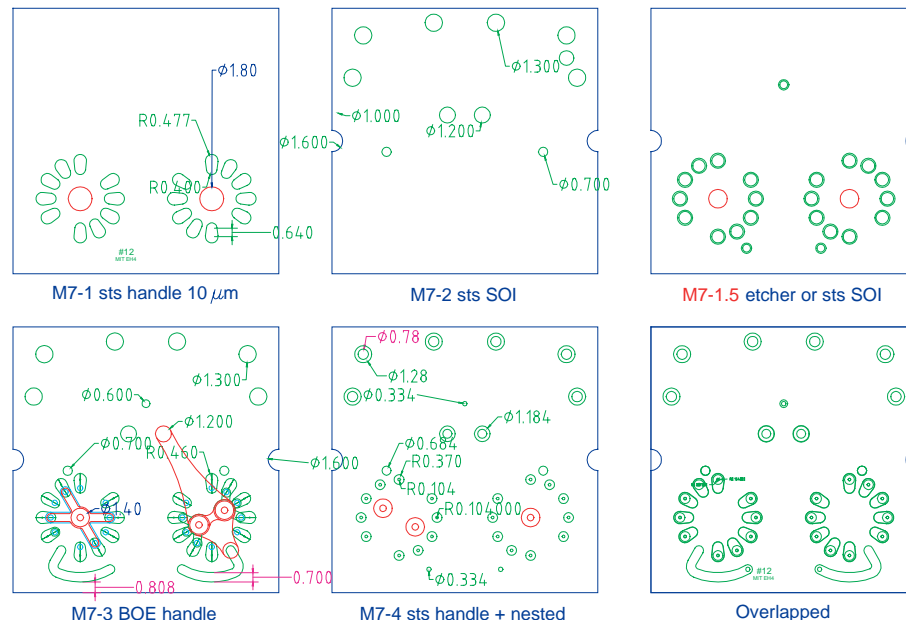 ϕ1.80
R0.477
R0.400
0.640
#12
MIT EH4
M7-1 sts handle 10 μm
ϕ1.300
ϕ1.000
ϕ1.200
ϕ1.600
ϕ0.700
M7-2 sts SOI
M7-1.5 etcher or sts SOI
ϕ1.300
ϕ0.600
ϕ1.200
ϕ0.700
R0.460
ϕ1.600
ϕ1.40
0.808
0.700
M7-3 BOE handle
ϕ0.78
ϕ1.28
ϕ0.334
ϕ1.184
ϕ0.684
R0.370
R0.104
R0.104,000
ϕ0.334
M7-4 sts handle + nested
#12
MIT EH4
Overlapped